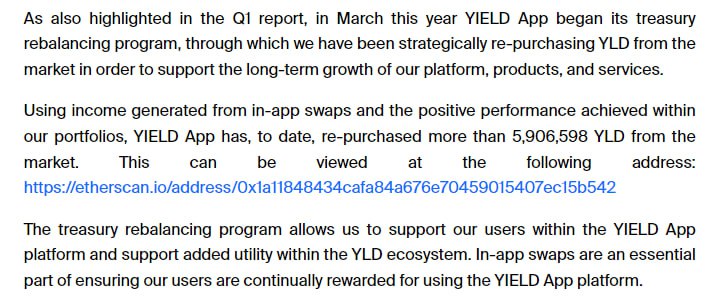 As also highlighted in the Q1 report, in March this year YIELD App began its treasury
rebalancing program, through which we have been strategically re-purchasing YLD from the
market in order to support the long-term growth of our platform, products, and services.
Using income generated from in-app swaps and the positive performance achieved within
our portfolios, YIELD App has, to date, re-purchased more than 5,906,598 YLD from the
market. This can be viewed at the following address:
https://etherscan.io/address/0x1a11848434cafa84a676e70459015407ec15b542
The treasury rebalancing program allows us to support our users within the YIELD App
platform and support added utility within the YLD ecosystem. In-app swaps are an essential
part of ensuring our users are continually rewarded for using the YIELD App platform.